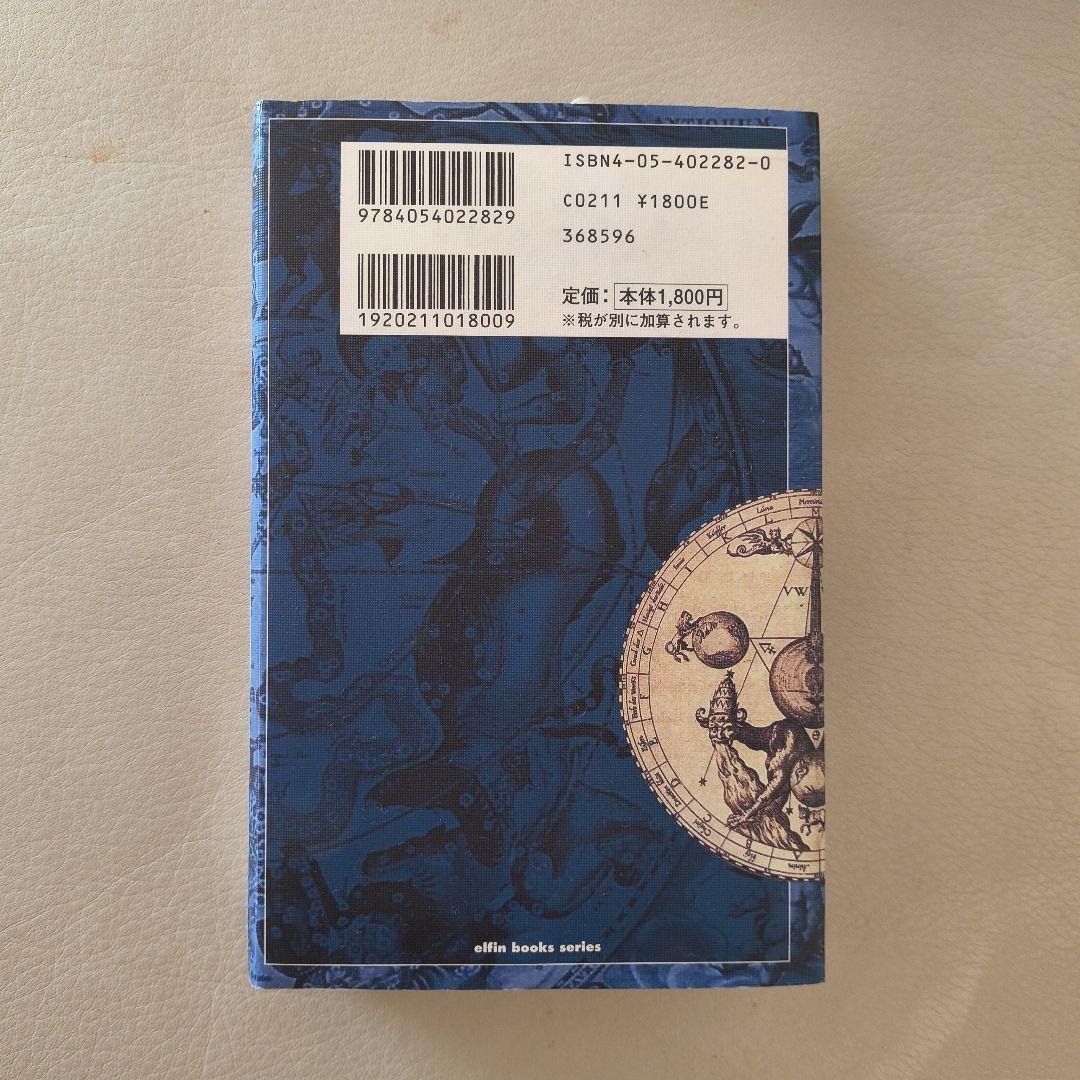 ISBN4-05-402282-0
9784054022829
C0211 ¥1800E
368596
1920211018009
定価：本体1,800円
※税が別に加算されます。
L
M
K
I
H
G
F
E
D
C
B
A
VW
elfin books series